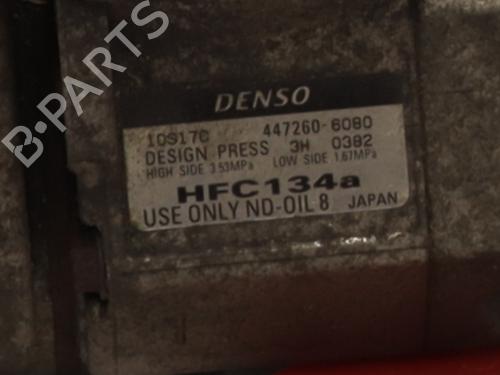 DENSO
10S17C 447260-6080
DESIGN PRESS 3H 0382
HIGH SIDE 3.53MPa LOW SIDE 1.67MPa
HFC134a
USE ONLY ND-OIL 8 JAPAN